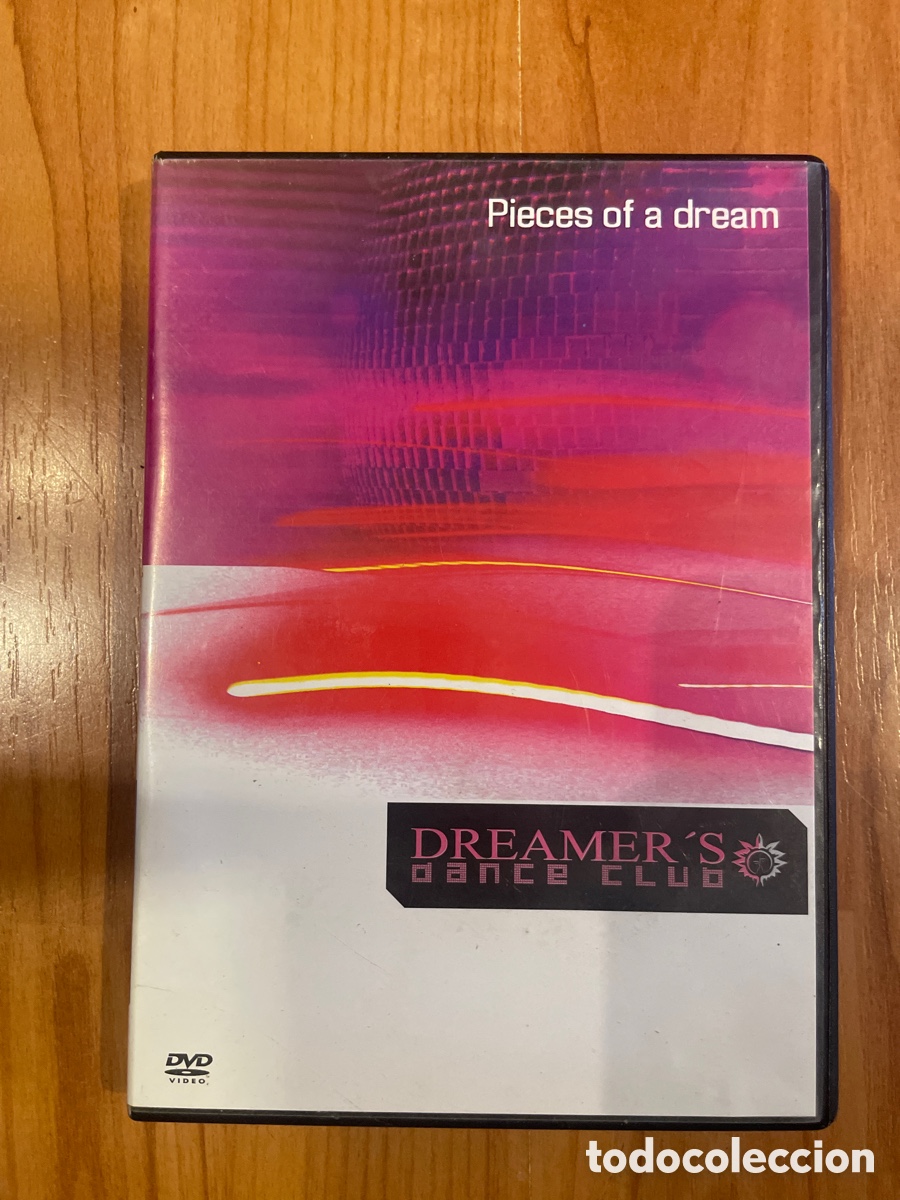 Pieces of a dream
DREAMER´S
dance club
DVD
VIDEO
todocoleccion